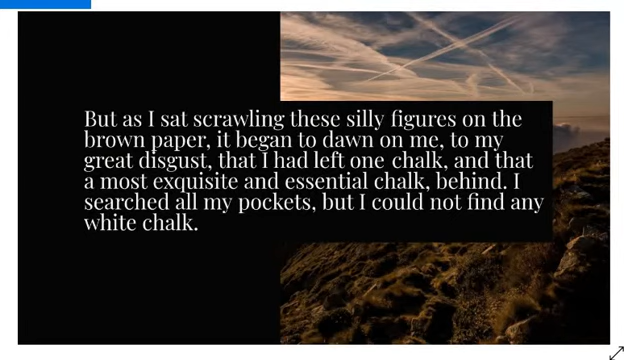 But as I sat scrawling these silly figures on the
brown paper, it began to dawn on me, to my
great disgust, that I had left one chalk, and that
a most exquisite and essential chalk, behind. I
searched all my pockets, but I could not find any
white chalk.